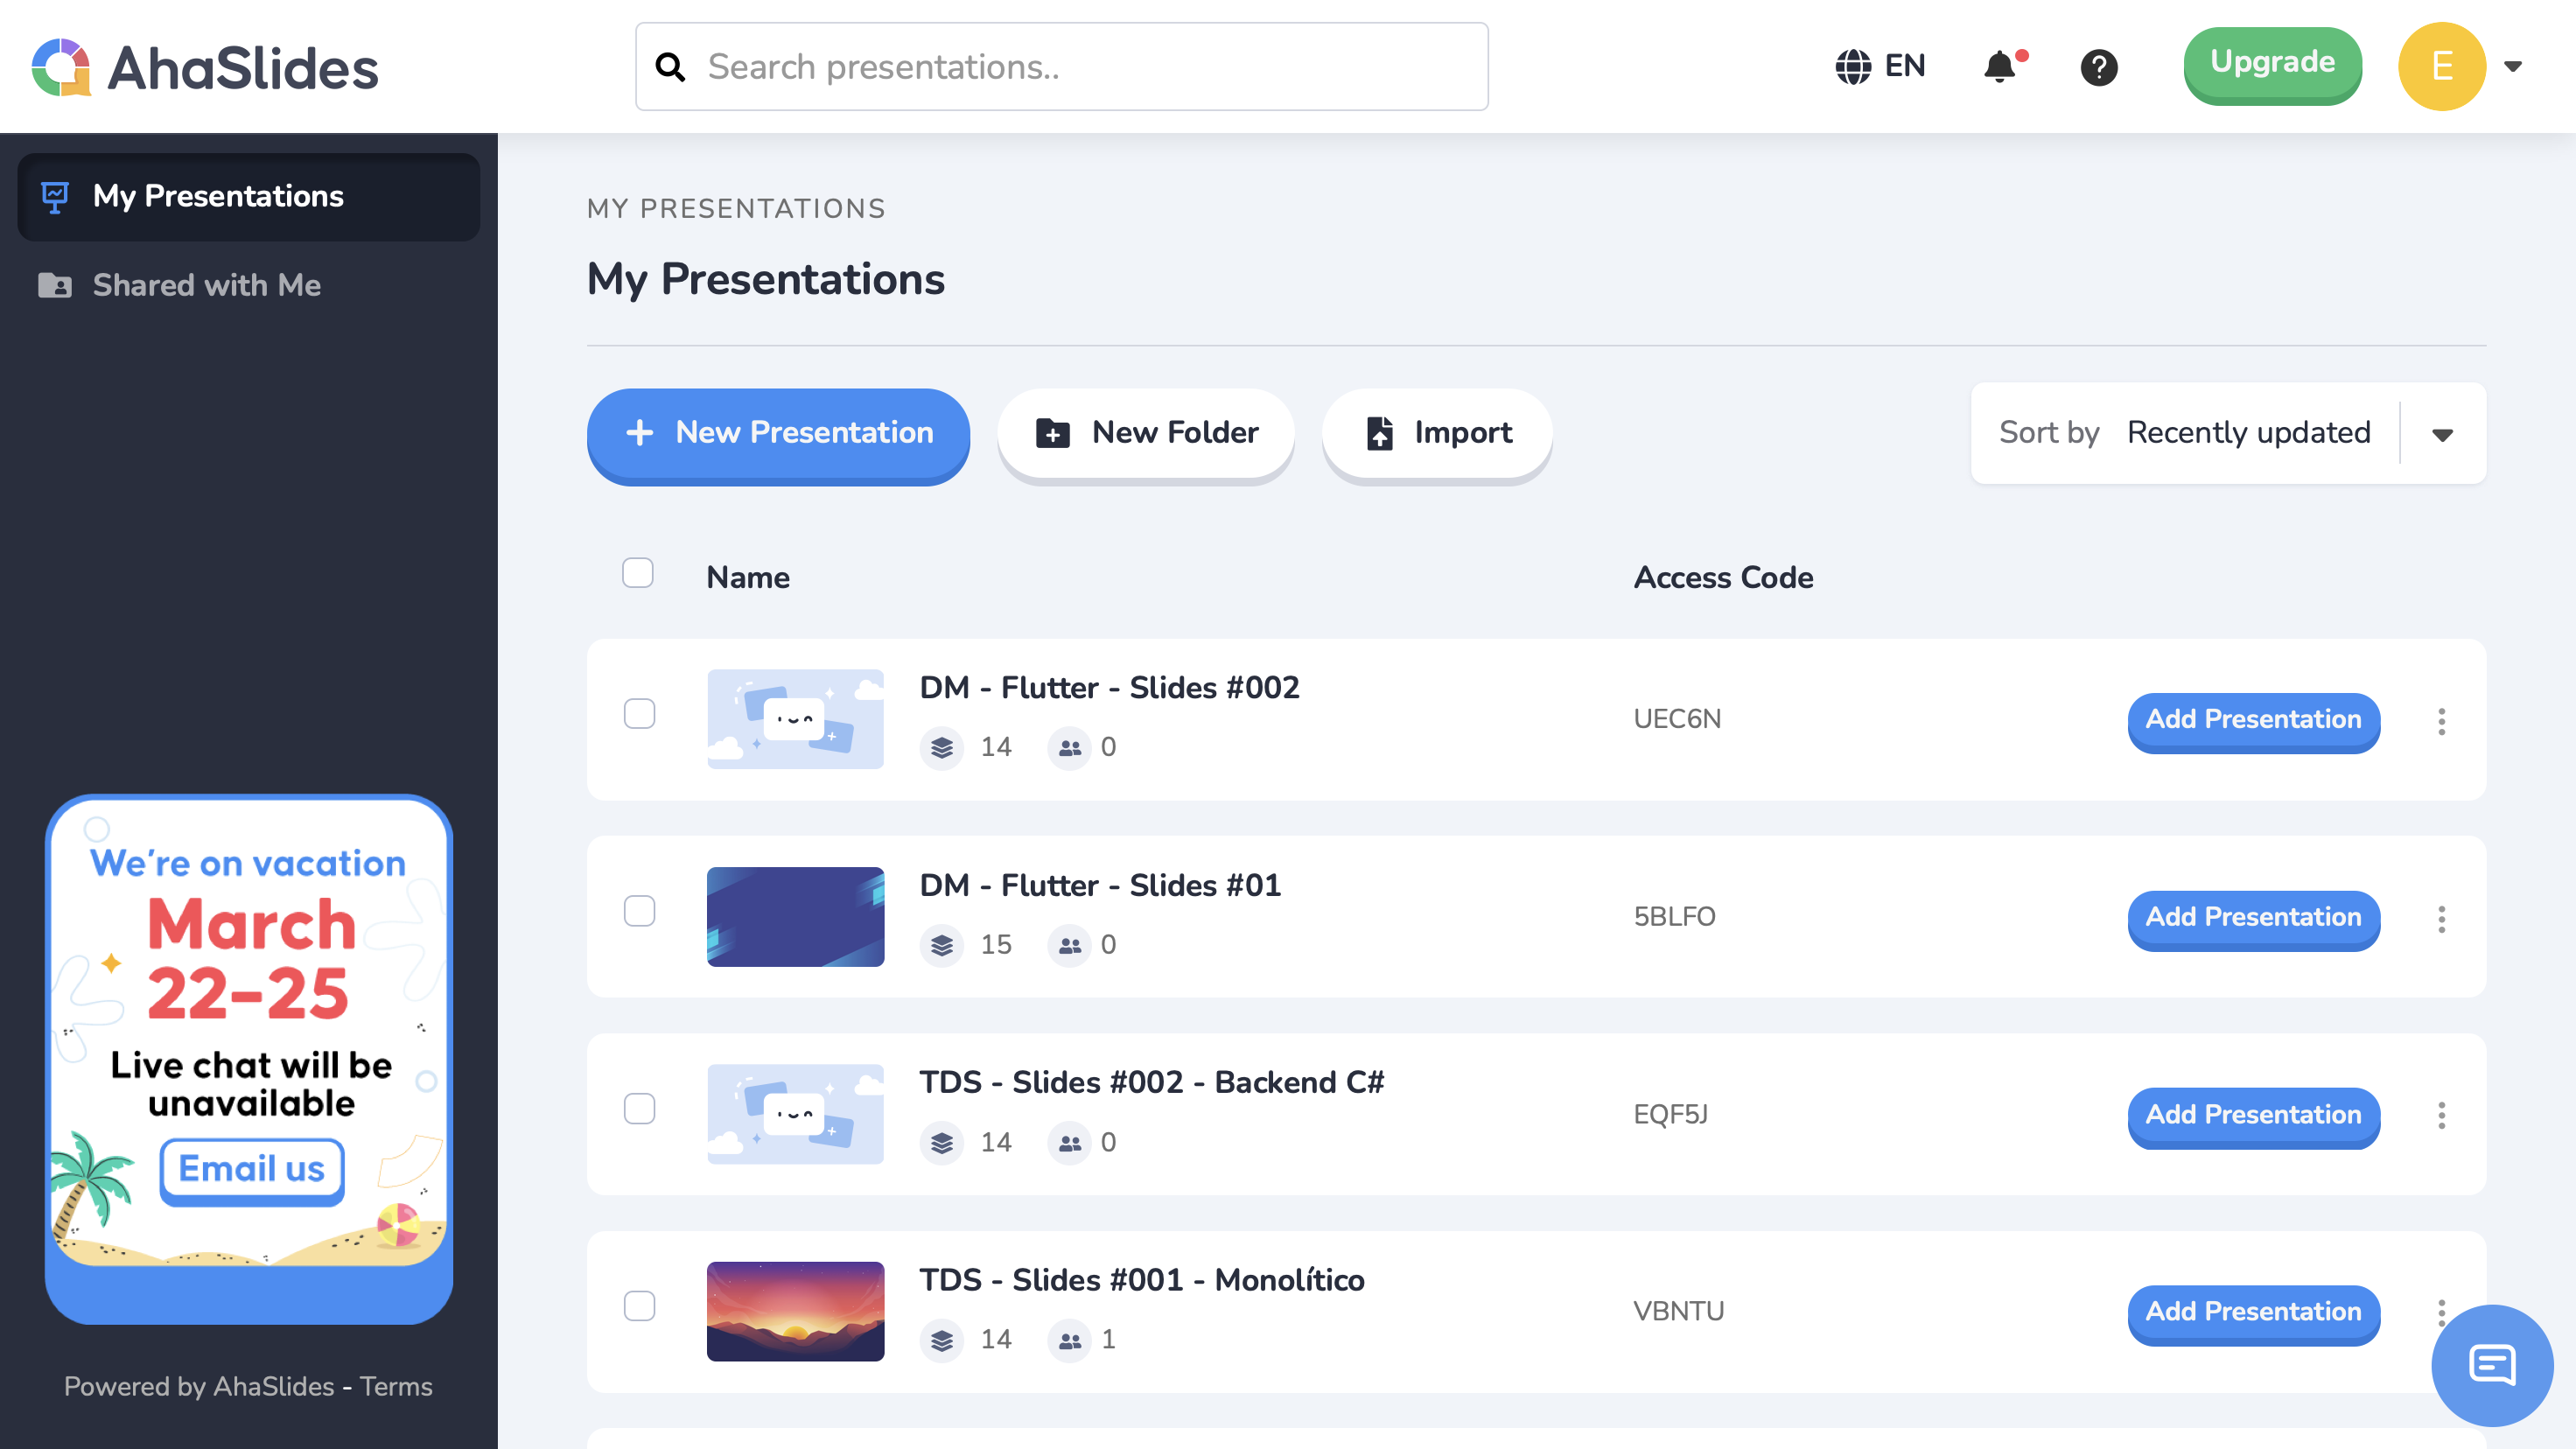 AhaSlides
Search presentations..
EN
Upgrade
E
My Presentations
Shared with Me
We're on vacation
March
22-25
Live chat will be
unavailable
Email us
Powered by AhaSlides - Terms
MY PRESENTATIONS
My Presentations
New Presentation
New Folder
Import
Sort by Recently updated
Name Access Code
DM - Flutter - Slides #002
14 0
UEC6N
Add Presentation
DM - Flutter - Slides #01
15 0
5BLFO
Add Presentation
TDS - Slides #002 - Backend C#
14 0
EQF5J
Add Presentation
TDS - Slides #001 - Monolítico
14 1
VBNTU
Add Presentation